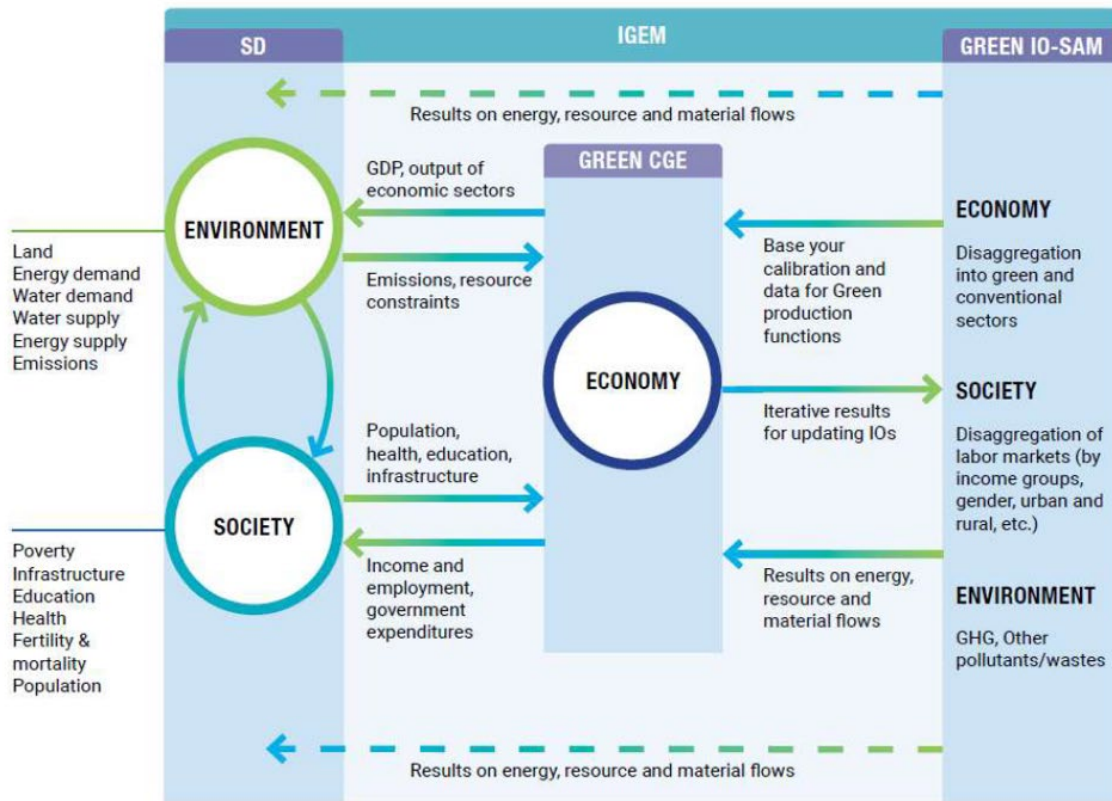 SD
IGEM
GREEN IO-SAM
Results on energy, resource and material flows
GREEN CGE
GDP, output of
economic sectors
ENVIRONMENT
Emissions, resource
constraints
Land
Energy demand
Water demand
Water supply
Energy supply
Emissions
Base your
calibration and
data for Green
production
functions
ECONOMY
Disaggregation
into green and
conventional
sectors
ECONOMY
Iterative results
for updating IOs
SOCIETY
Disaggregation of
labor markets (by
income groups,
gender, urban and
rural, etc.)
Population,
health, education,
infrastructure
SOCIETY
Income and
employment,
government
expenditures
Poverty
Infrastructure
Education
Health
Fertility &
mortality
Population
Results on energy,
resource and
material flows
ENVIRONMENT
GHG, Other
pollutants/wastes
Results on energy, resource and material flows